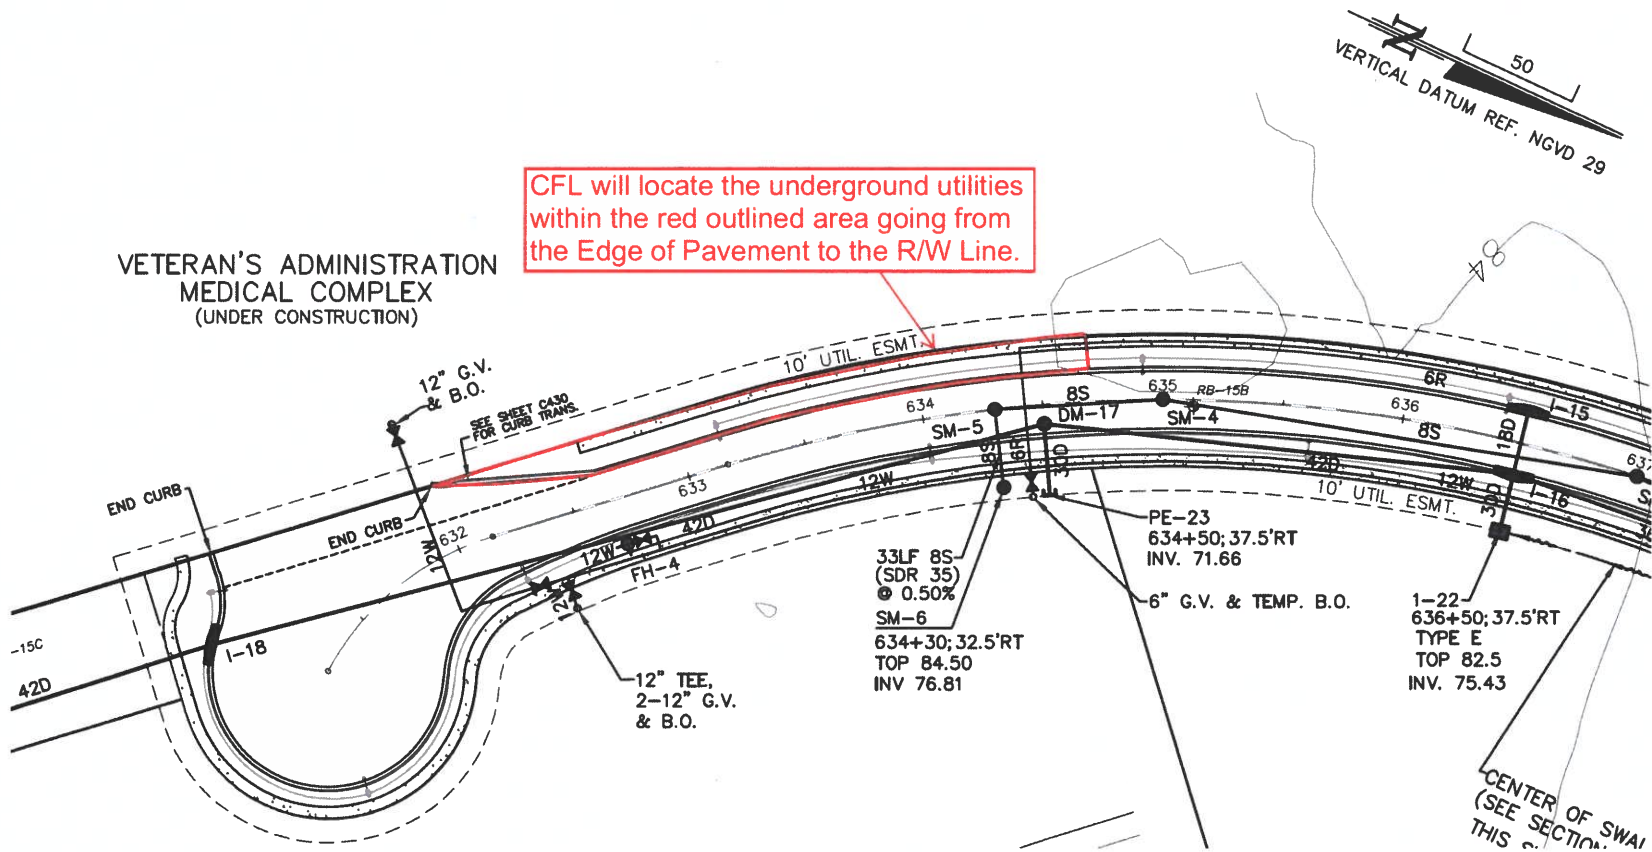 N
50
VERTICAL DATUM REF. NGVD 29
CFL will locate the underground utilities
within the red outlined area going from
the Edge of Pavement to the R/W Line.
VETERAN'S ADMINISTRATION
MEDICAL COMPLEX
(UNDER CONSTRUCTION)
84
10' UTIL. ESMT.
12" G.V.
& B.O.
SEE SHEET C430
FOR CURB TRANS.
6R
634
8S
635
RB-15B
636
I-15
SM-5
DM-17
SM-4
8S
18D
637
END CURB
END CURB
633
8S
6R
30D
42D
12W
I-16
12W
30D
10' UTIL. ESMT.
632
12W
42D
12W
FH-4
12W
PE-23
634+50; 37.5'RT
INV. 71.66
33LF 8S
(SDR 35)
@ 0.50%
SM-6
634+30; 32.5'RT
TOP 84.50
INV 76.81
6" G.V. & TEMP. B.O.
1-22
636+50; 37.5'RT
TYPE E
TOP 82.5
INV. 75.43
-15C
I-18
42D
12" TEE,
2-12" G.V.
& B.O.
CENTER OF SWAL
(SEE SECTION
THIS S